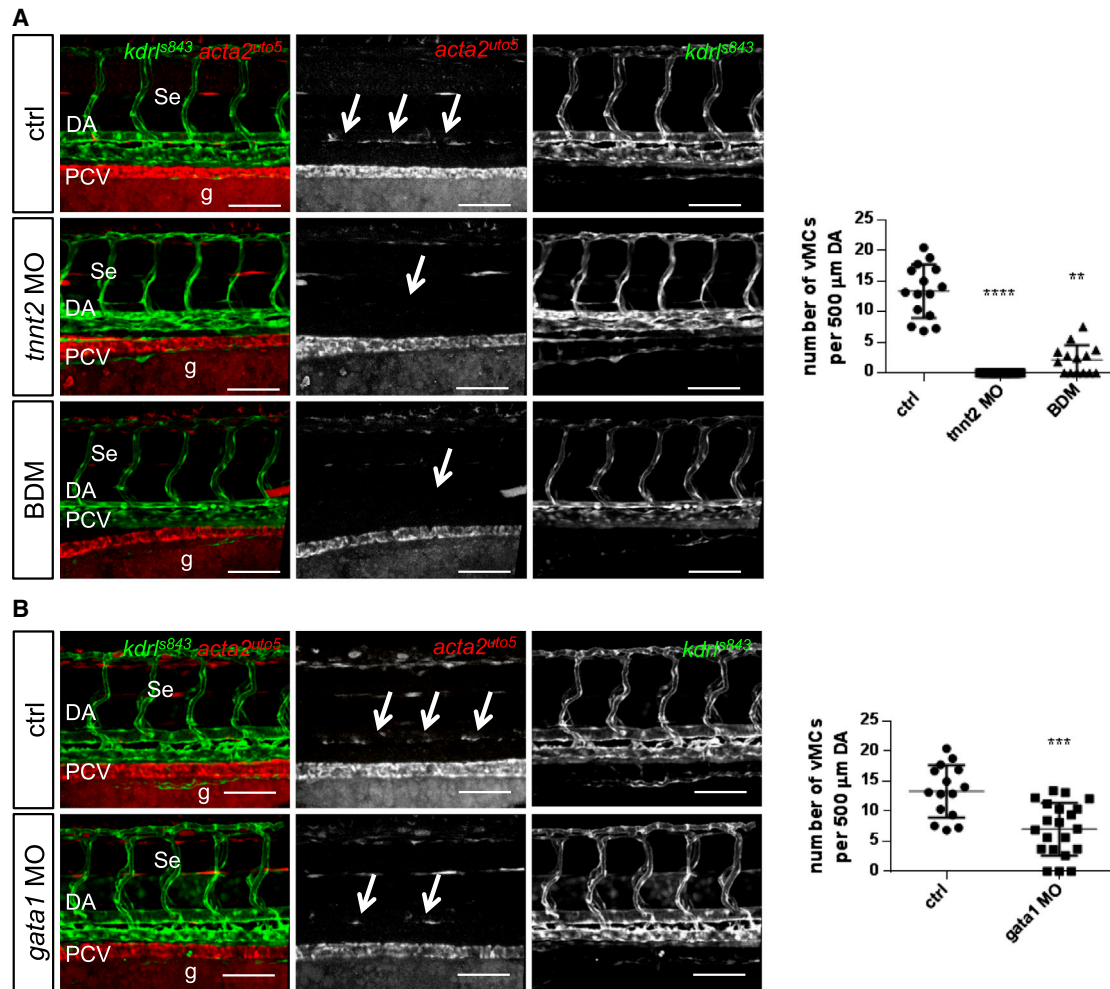 A
ctrl
kdrl^s843 acta2^uto5
Se
DA
PCV
g
acta2^uto5
kdrl^s843
tnnt2 MO
Se
DA
PCV
g
BDM
Se
DA
PCV
g
number of vMCs
per 500 µm DA
25
20
15
10
5
0
****
**
ctrl
tnnt2 MO
BDM
B
ctrl
kdrl^s843 acta2^uto5
Se
DA
PCV
g
acta2^uto5
kdrl^s843
gata1 MO
Se
DA
PCV
g
number of vMCs
per 500 µm DA
25
20
15
10
5
0
***
ctrl
gata1 MO